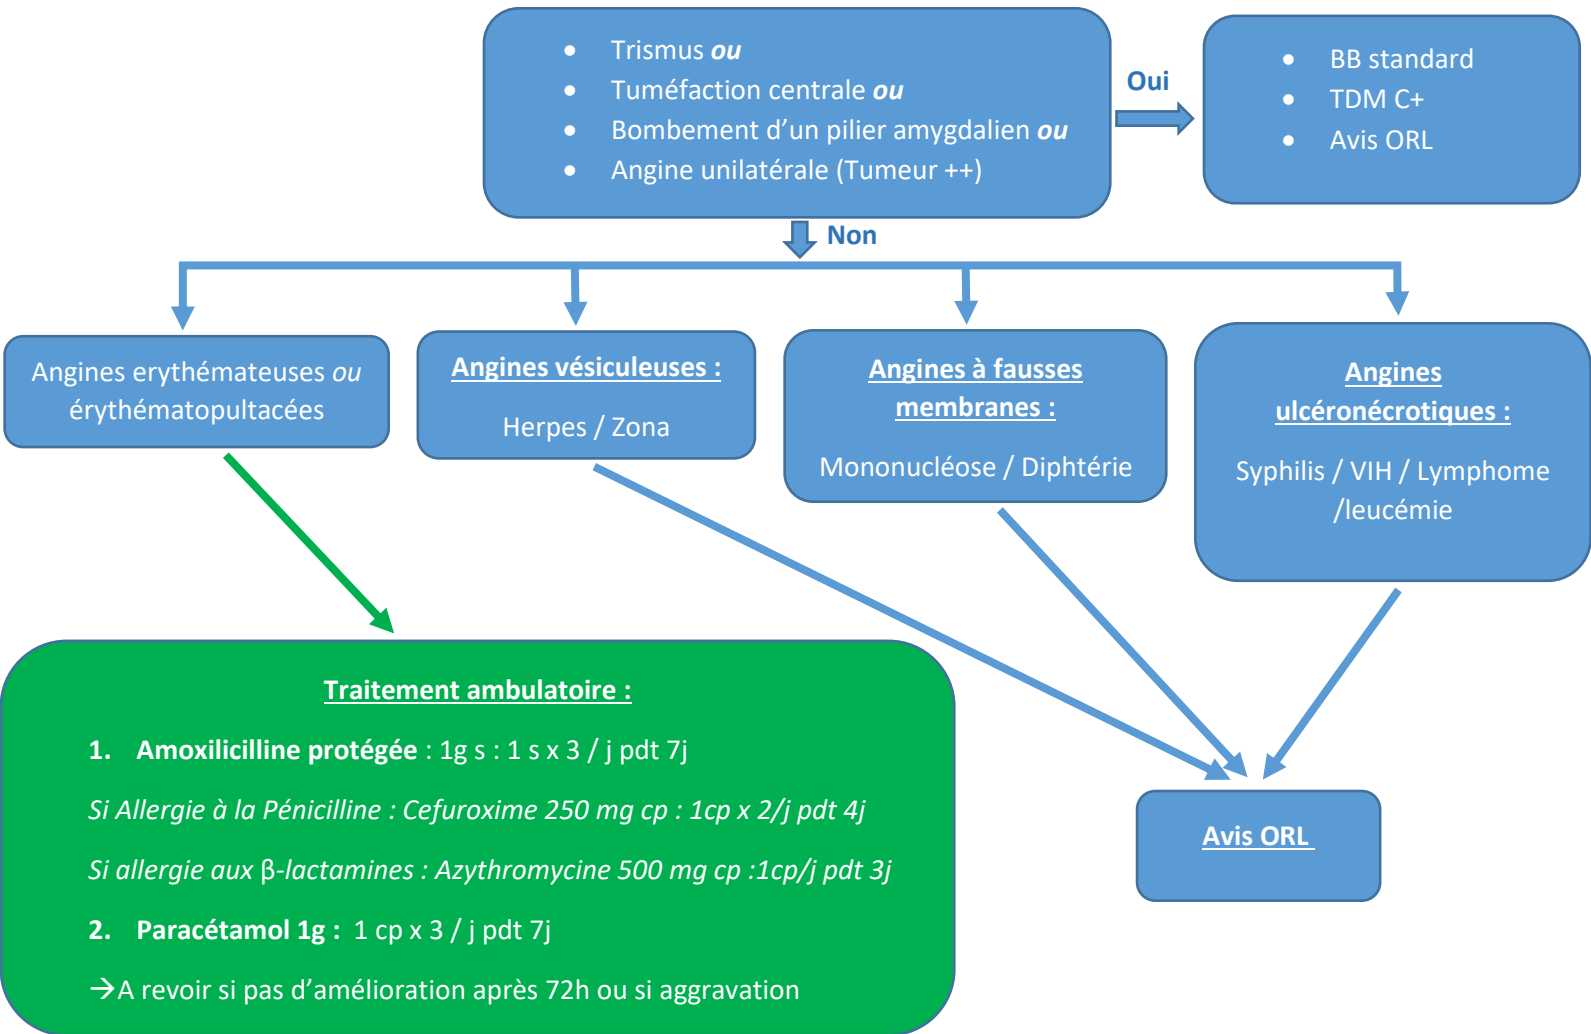 • Trismus ou
• Tuméfaction centrale ou
• Bombement d'un pilier amygdalien ou
• Angine unilatérale (Tumeur ++)
Oui
• BB standard
• TDM C+
• Avis ORL
Non
Angines erythémateuses ou
érythématopultacées
Angines vésiculeuses :
Herpes / Zona
Angines à fausses
membranes :
Mononucléose / Diphtérie
Angines
ulcéronécrotiques :
Syphilis / VIH / Lymphome
/leucémie
Traitement ambulatoire :
1. Amoxilicilline protégée : 1g s : 1 s x 3 / j pdt 7j
Si Allergie à la Pénicilline : Cefuroxime 250 mg cp : 1cp x 2/j pdt 4j
Si allergie aux β-lactamines : Azythromycine 500 mg cp :1cp/j pdt 3j
2. Paracétamol 1g : 1 cp x 3 / j pdt 7j
→A revoir si pas d'amélioration après 72h ou si aggravation
Avis ORL